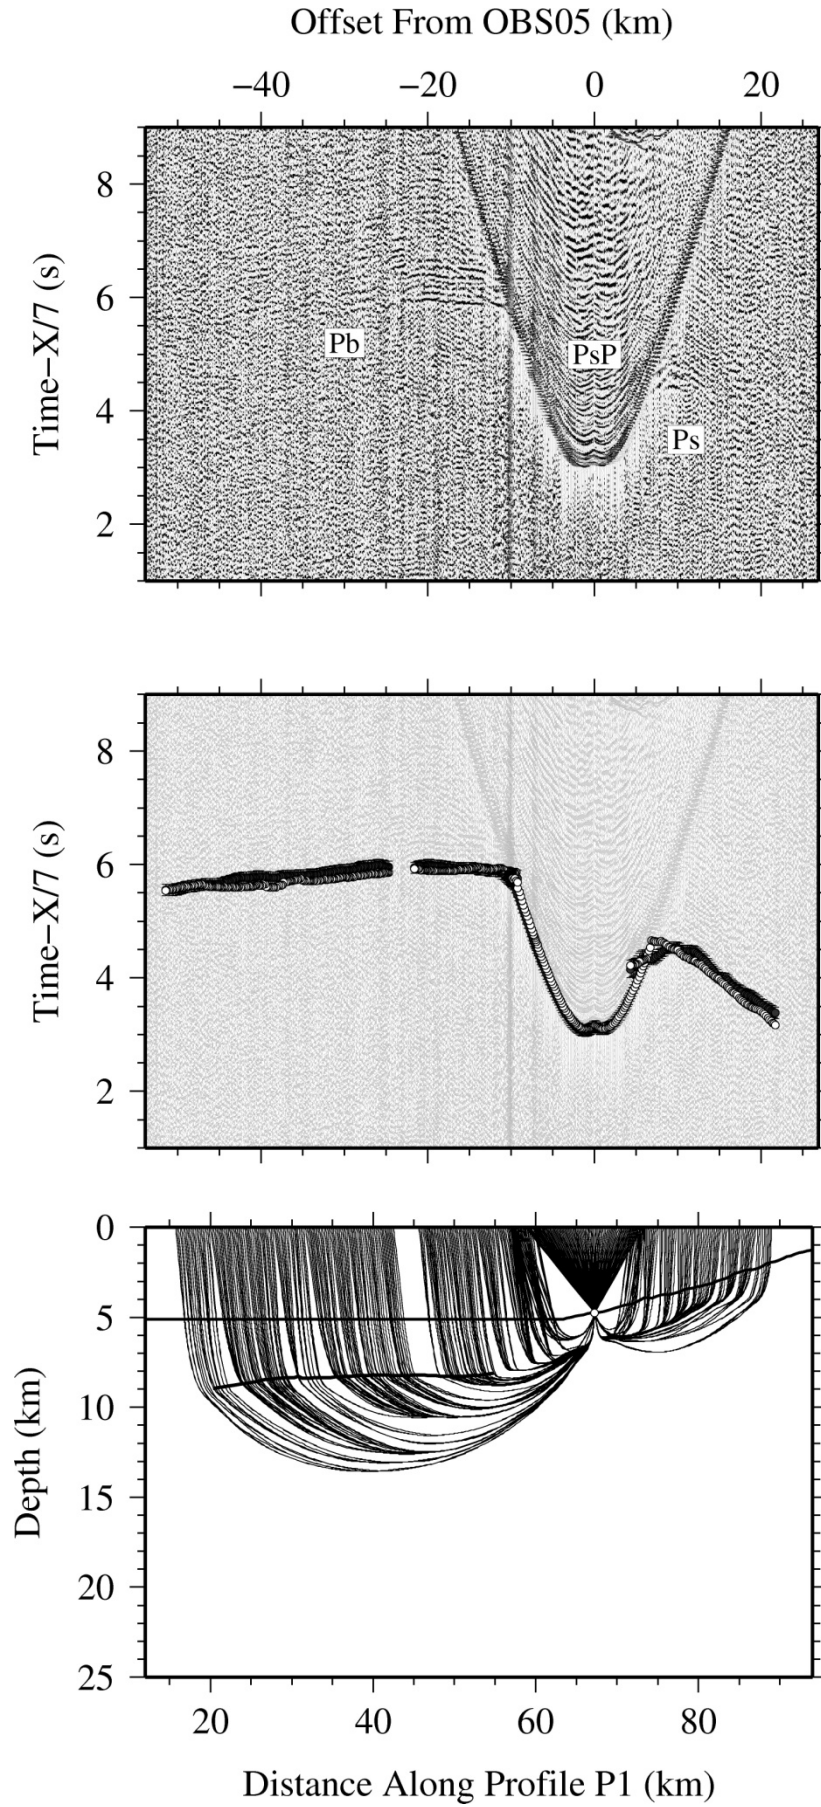 Offset From OBS05 (km)
−40 −20 0 20
8
6
4
2
Time−X/7 (s)
Pb
PsP
Ps
8
6
4
2
Time−X/7 (s)
0
5
10
15
20
25
Depth (km)
20 40 60 80
Distance Along Profile P1 (km)